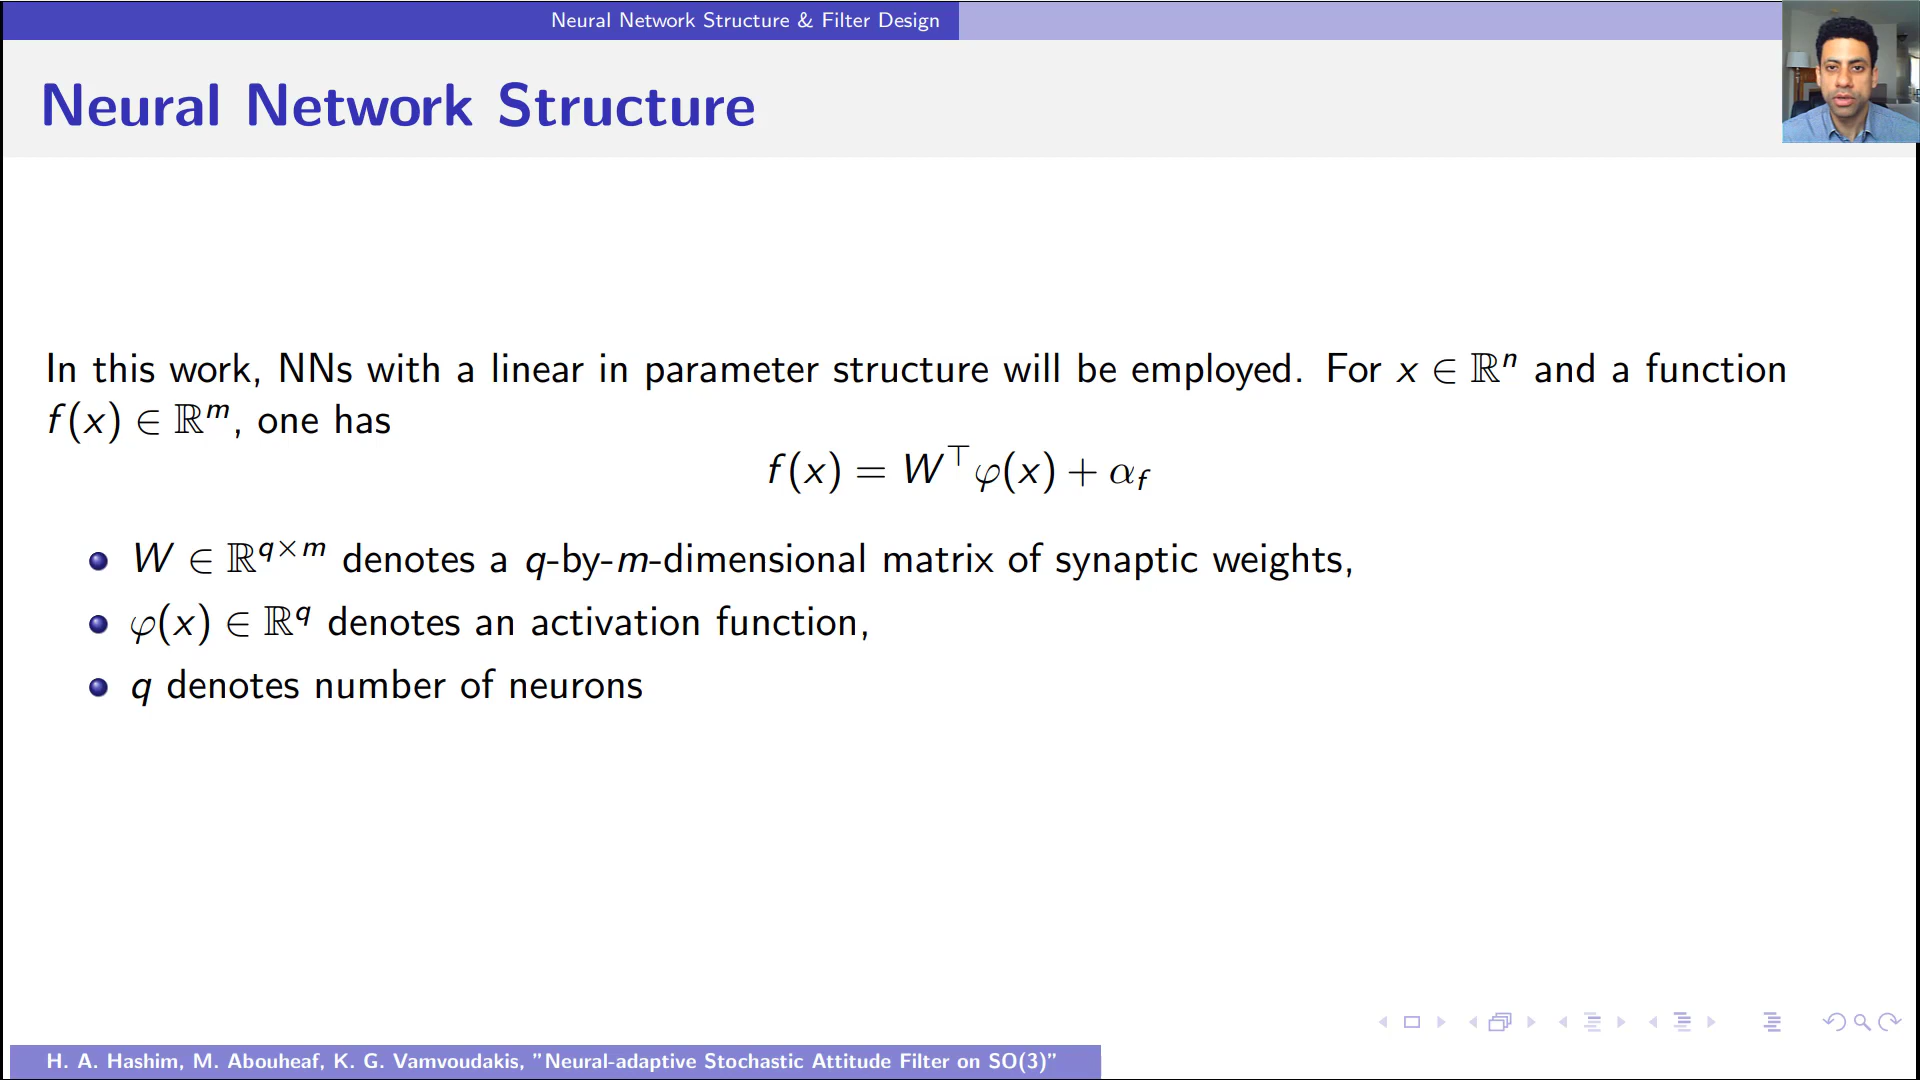 Neural Network Structure & Filter Design
Neural Network Structure
In this work, NNs with a linear in parameter structure will be employed. For x ∈ ℝⁿ and a function
f(x) ∈ ℝᵐ, one has
f(x) = W^⊤φ(x) + α_f
W ∈ ℝ^{q×m} denotes a q-by-m-dimensional matrix of synaptic weights,
φ(x) ∈ ℝ^q denotes an activation function,
q denotes number of neurons
H. A. Hashim, M. Abouheaf, K. G. Vamvoudakis, "Neural-adaptive Stochastic Attitude Filter on SO(3)"